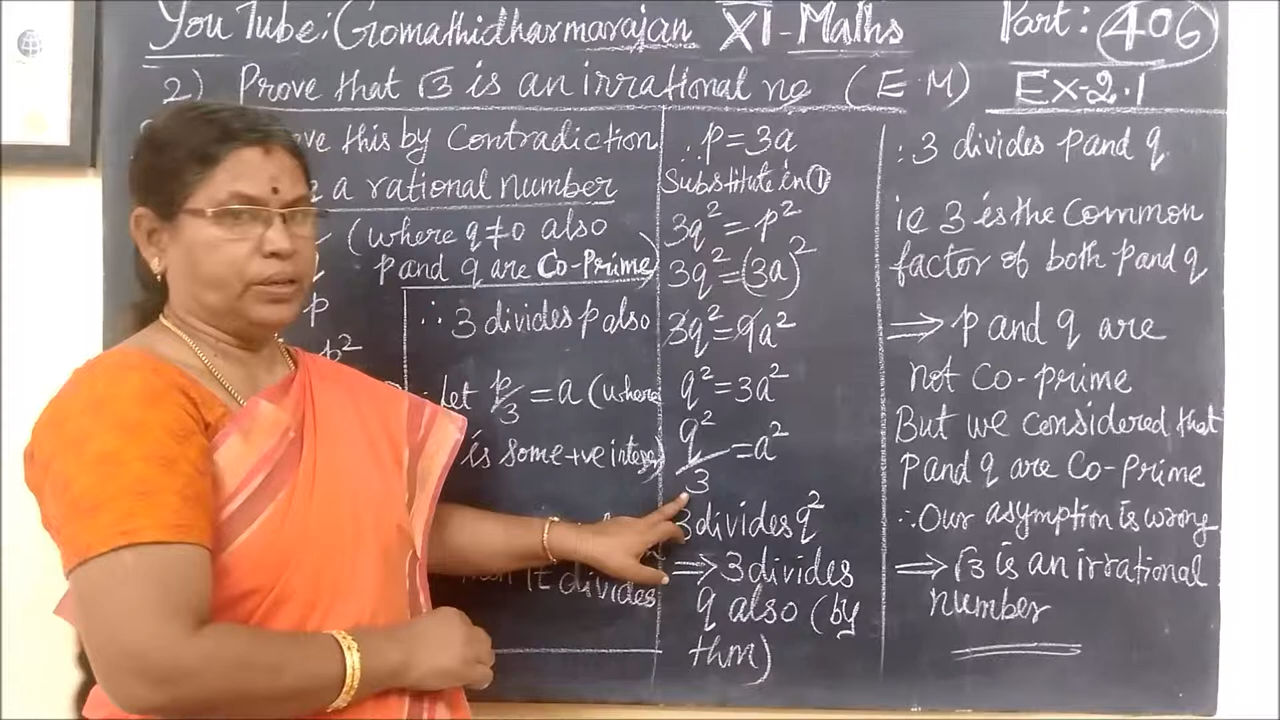 You Tube: Gomathidharmarajan XI-Maths Part: 406
2) Prove that √3 is an irrational no (E.M) Ex-2.1
this by Contradiction
a rational number
(where q≠0 also
p and q are Co-Prime)
p
p²
∴ 3 divides p also
let p/3 = a (where
is some +ve integer)
it divides
∴ p = 3a
Substitute in ①
3q² = p²
3q² = (3a)²
3q² = 9a²
q² = 3a²
q²/3 = a²
3 divides q²
⟹ 3 divides
q also (by
thm)
∴ 3 divides p and q
ie 3 is the Common
factor of both p and q
⟹ p and q are
not Co-prime
But we considered that
p and q are Co-Prime
∴ Our asymption is wrong
⟹ √3 is an irrational
number